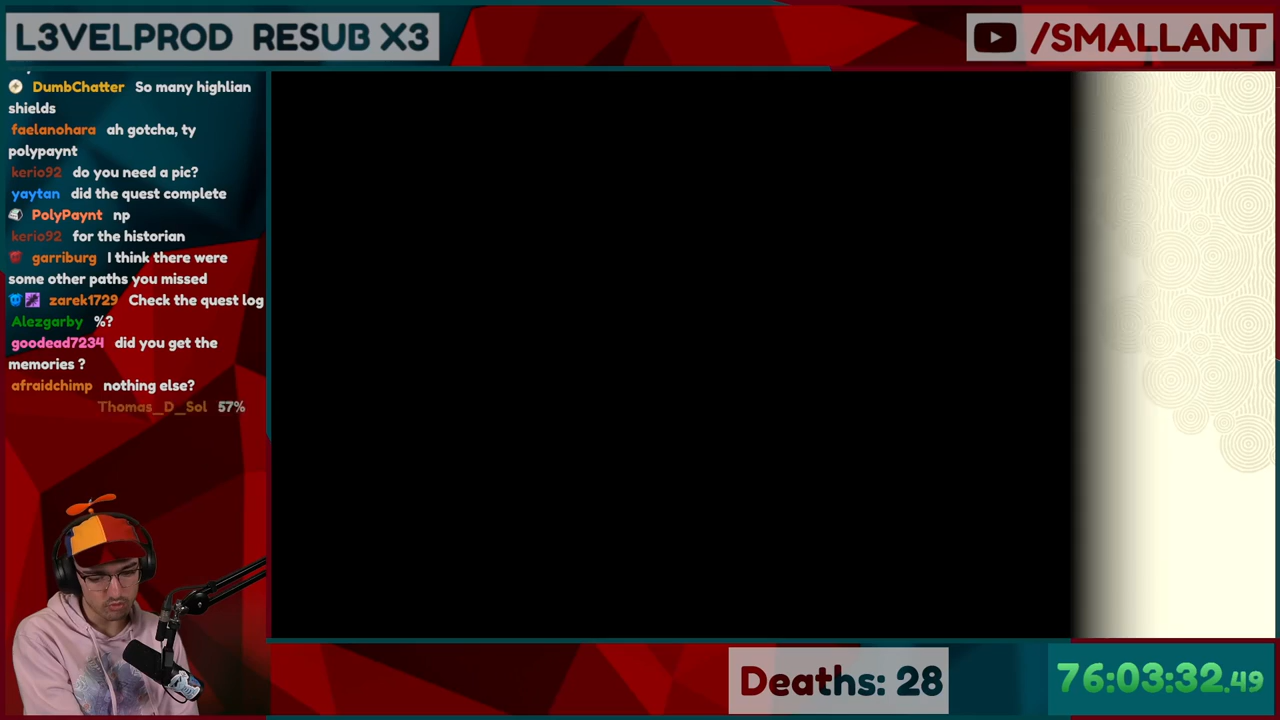 L3VELPROD RESUB X3
/SMALLANT
DumbChatter So many highlian
shields
faelanohara ah gotcha, ty
polypaynt
kerio92 do you need a pic?
yaytan did the quest complete
PolyPaynt np
kerio92 for the historian
garriburg I think there were
some other paths you missed
zarek1729 Check the quest log
Alezgarby %?
goodead7234 did you get the
memories ?
afraidchimp nothing else?
Thomas_D_Sol 57%
Deaths: 28
76:03:32.49